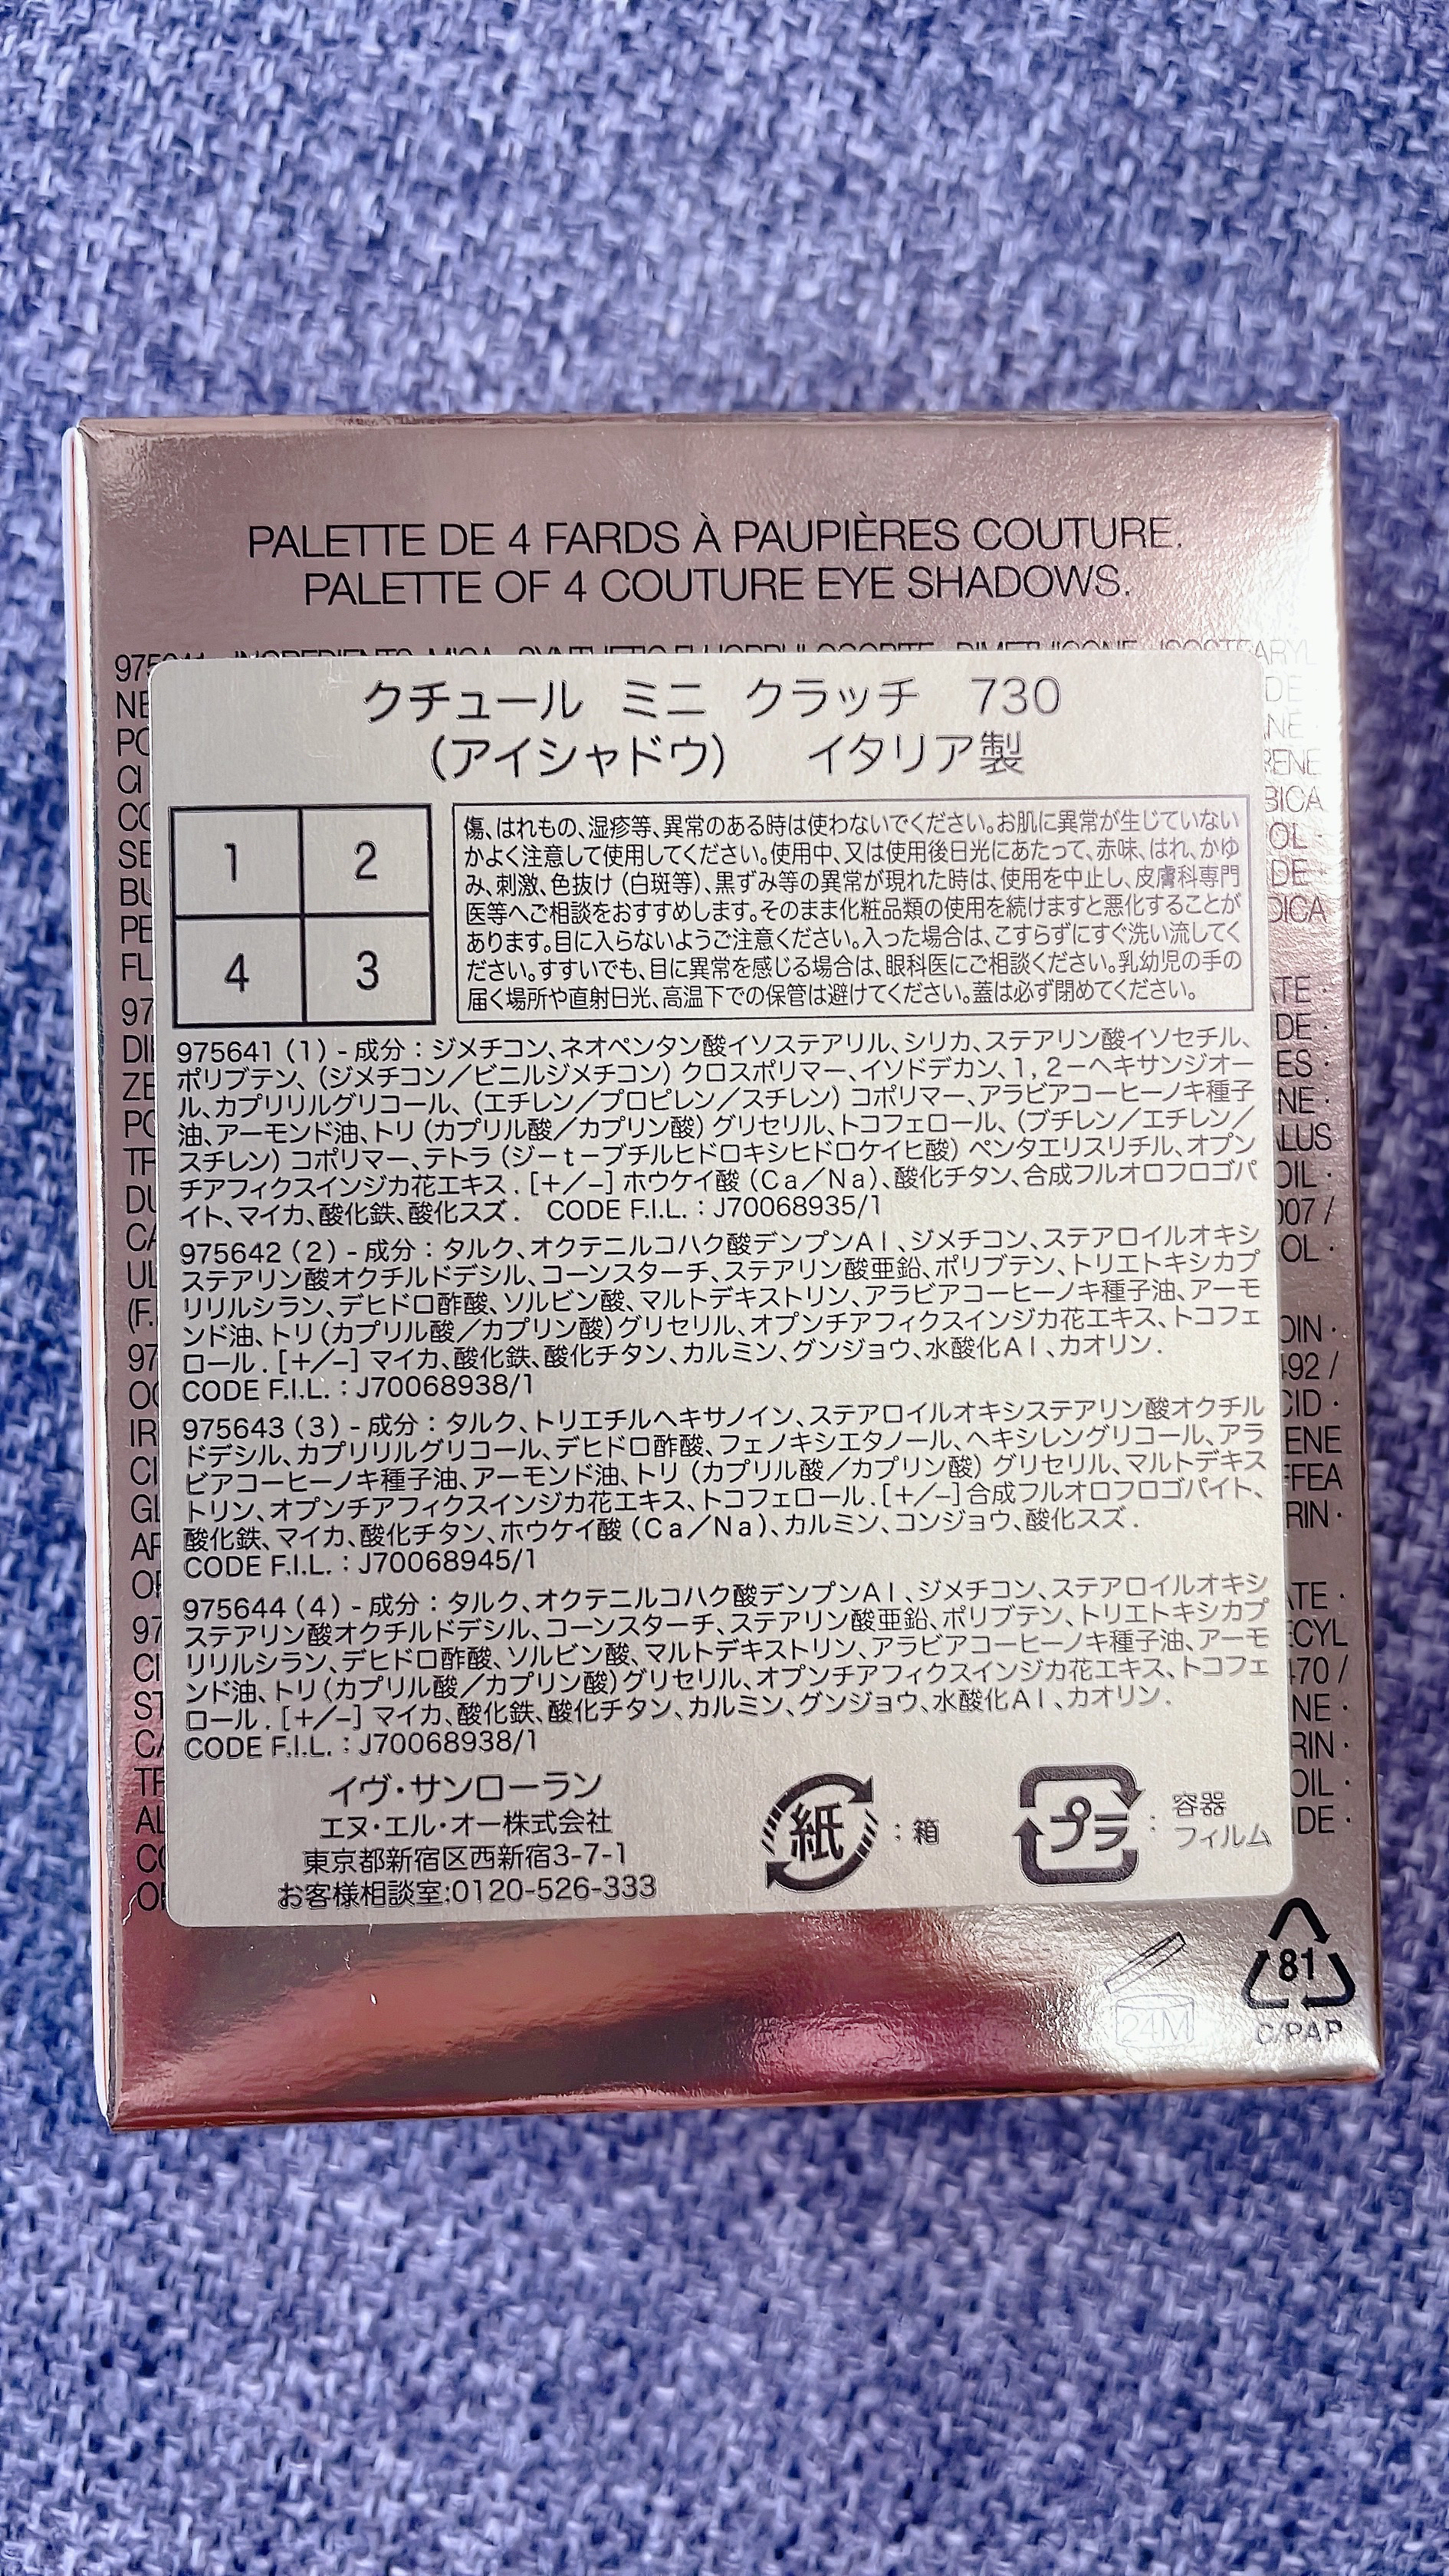 PALETTE DE 4 FARDS À PAUPIÈRES COUTURE.
PALETTE OF 4 COUTURE EYE SHADOWS.
クチュール ミニ クラッチ 730
(アイシャドウ) イタリア製
1 2
4 3
傷、はれもの、湿疹等、異常のある時は使わないでください。お肌に異常が生じていない
かよく注意して使用してください。使用中、又は使用後日光にあたって、赤味、はれ、かゆ
み、刺激、色抜け(白斑等)、黒ずみ等の異常が現れた時は、使用を中止し、皮膚科専門
医等へご相談をおすすめします。そのまま化粧品類の使用を続けますと悪化することが
あります。目に入らないようご注意ください。入った場合は、こすらずにすぐ洗い流してく
ださい。すすいでも、目に異常を感じる場合は、眼科医にご相談ください。乳幼児の手の
届く場所や直射日光、高温下での保管は避けてください。蓋は必ず閉めてください。
975641(1)-成分:ジメチコン、ネオペンタン酸イソステアリル、シリカ、ステアリン酸イソセチル、
ポリブテン、(ジメチコン/ビニルジメチコン)クロスポリマー、イソドデカン、1,2-ヘキサンジオー
ル、カプリリルグリコール、(エチレン/プロピレン/スチレン)コポリマー、アラビアコーヒーノキ種子
油、アーモンド油、トリ(カプリル酸/カプリン酸)グリセリル、トコフェロール、(ブチレン/エチレン/
スチレン)コポリマー、テトラ(ジ-t-ブチルヒドロキシヒドロケイヒ酸)ペンタエリスリチル、オプン
チアフィクスインジカ花エキス.[+/-]ホウケイ酸(Ca/Na)、酸化チタン、合成フルオロフロゴパ
イト、マイカ、酸化鉄、酸化スズ. CODE F.I.L.:J70068935/1
975642(2)-成分:タルク、オクテニルコハク酸デンプンAl、ジメチコン、ステアロイルオキシ
ステアリン酸オクチルドデシル、コーンスターチ、ステアリン酸亜鉛、ポリブテン、トリエトキシカプ
リリルシラン、デヒドロ酢酸、ソルビン酸、マルトデキストリン、アラビアコーヒーノキ種子油、アーモ
ンド油、トリ(カプリル酸/カプリン酸)グリセリル、オプンチアフィクスインジカ花エキス、トコフェ
ロール.[+/-]マイカ、酸化鉄、酸化チタン、カルミン、グンジョウ、水酸化Al、カオリン.
CODE F.I.L.:J70068938/1
975643(3)-成分:タルク、トリエチルヘキサノイン、ステアロイルオキシステアリン酸オクチル
ドデシル、カプリリルグリコール、デヒドロ酢酸、フェノキシエタノール、ヘキシレングリコール、アラ
ビアコーヒーノキ種子油、アーモンド油、トリ(カプリル酸/カプリン酸)グリセリル、マルトデキス
トリン、オプンチアフィクスインジカ花エキス、トコフェロール.[+/-]合成フルオロフロゴパイト、
酸化鉄、マイカ、酸化チタン、ホウケイ酸(Ca/Na)、カルミン、コンジョウ、酸化スズ.
CODE F.I.L.:J70068945/1
975644(4)-成分:タルク、オクテニルコハク酸デンプンAl、ジメチコン、ステアロイルオキシ
ステアリン酸オクチルドデシル、コーンスターチ、ステアリン酸亜鉛、ポリブテン、トリエトキシカプ
リリルシラン、デヒドロ酢酸、ソルビン酸、マルトデキストリン、アラビアコーヒーノキ種子油、アーモ
ンド油、トリ(カプリル酸/カプリン酸)グリセリル、オプンチアフィクスインジカ花エキス、トコフェ
ロール.[+/-]マイカ、酸化鉄、酸化チタン、カルミン、グンジョウ、水酸化Al、カオリン.
CODE F.I.L.:J70068938/1
イヴ・サンローラン
エヌ・エル・オー株式会社
東京都新宿区西新宿3-7-1
お客様相談室:0120-526-333
紙:箱
プラ:容器
フィルム
24M
81
C/PAP